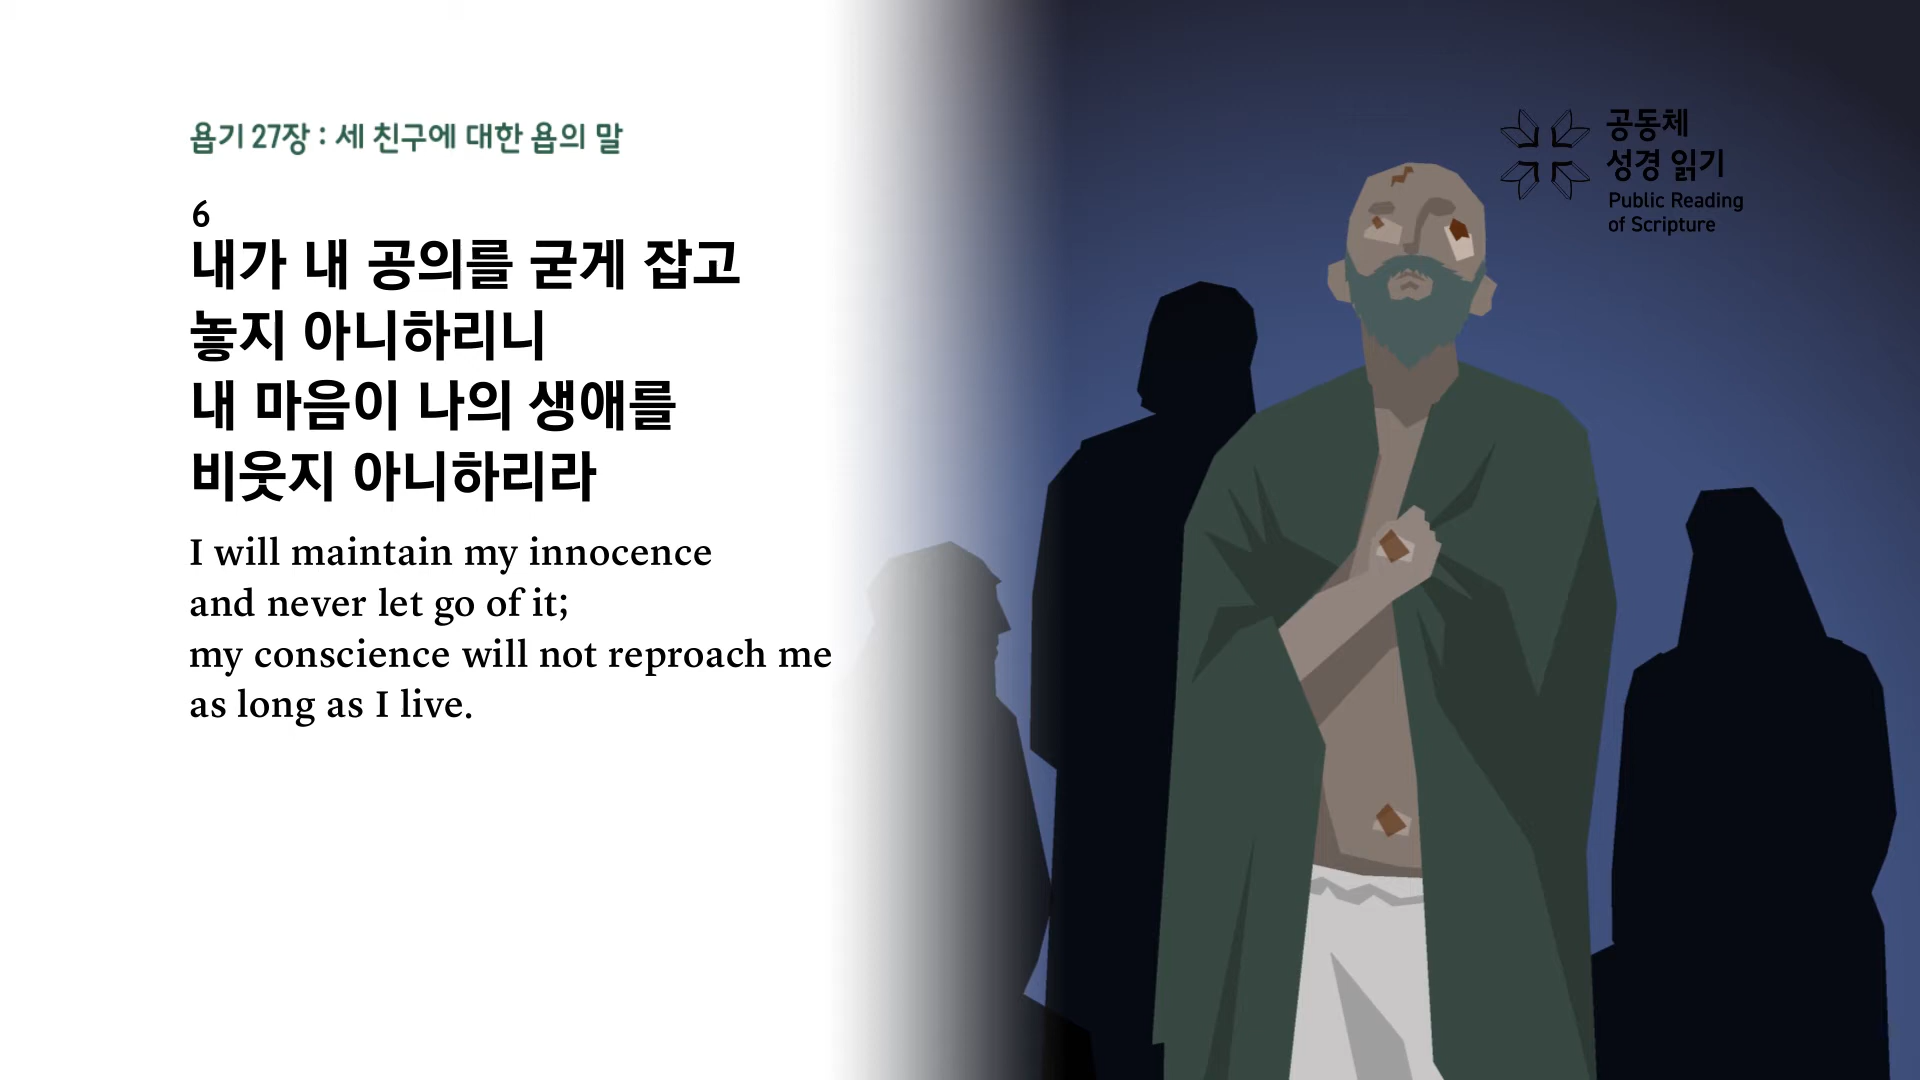 욥기 27장 : 세 친구에 대한 욥의 말
6
내가 내 공의를 굳게 잡고
놓지 아니하리니
내 마음이 나의 생애를
비웃지 아니하리라
I will maintain my innocence
and never let go of it;
my conscience will not reproach me
as long as I live.
공동체
성경 읽기
Public Reading
of Scripture